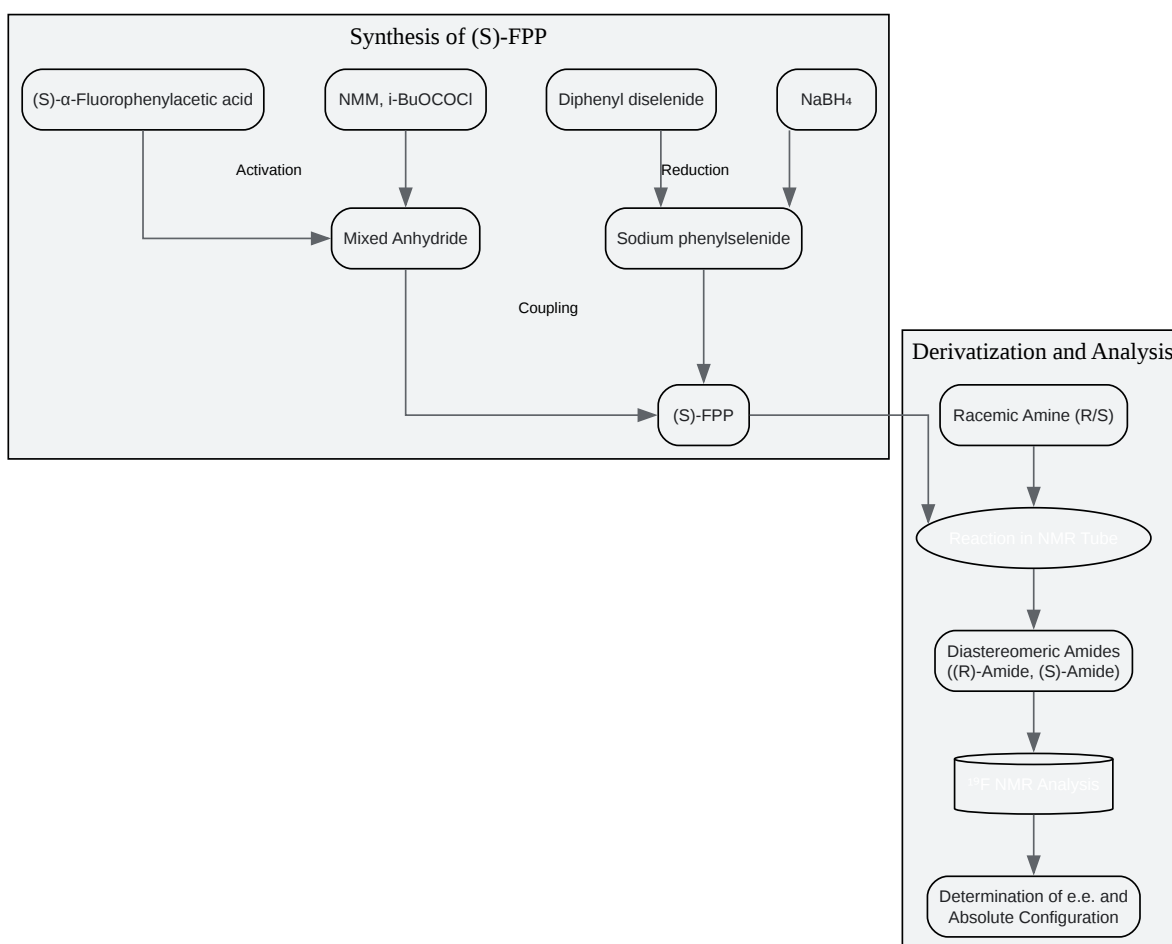 Synthesis of (S)-FPP
(S)-α-Fluorophenylacetic acid
NMM, i-BuOCOCl
Diphenyl diselenide
NaBH₄
Activation
Reduction
Mixed Anhydride
Sodium phenylselenide
Coupling
(S)-FPP
Derivatization and Analysis
Racemic Amine (R/S)
Reaction in NMR Tube
Diastereomeric Amides
((R)-Amide, (S)-Amide)
¹⁹F NMR Analysis
Determination of e.e. and
Absolute Configuration